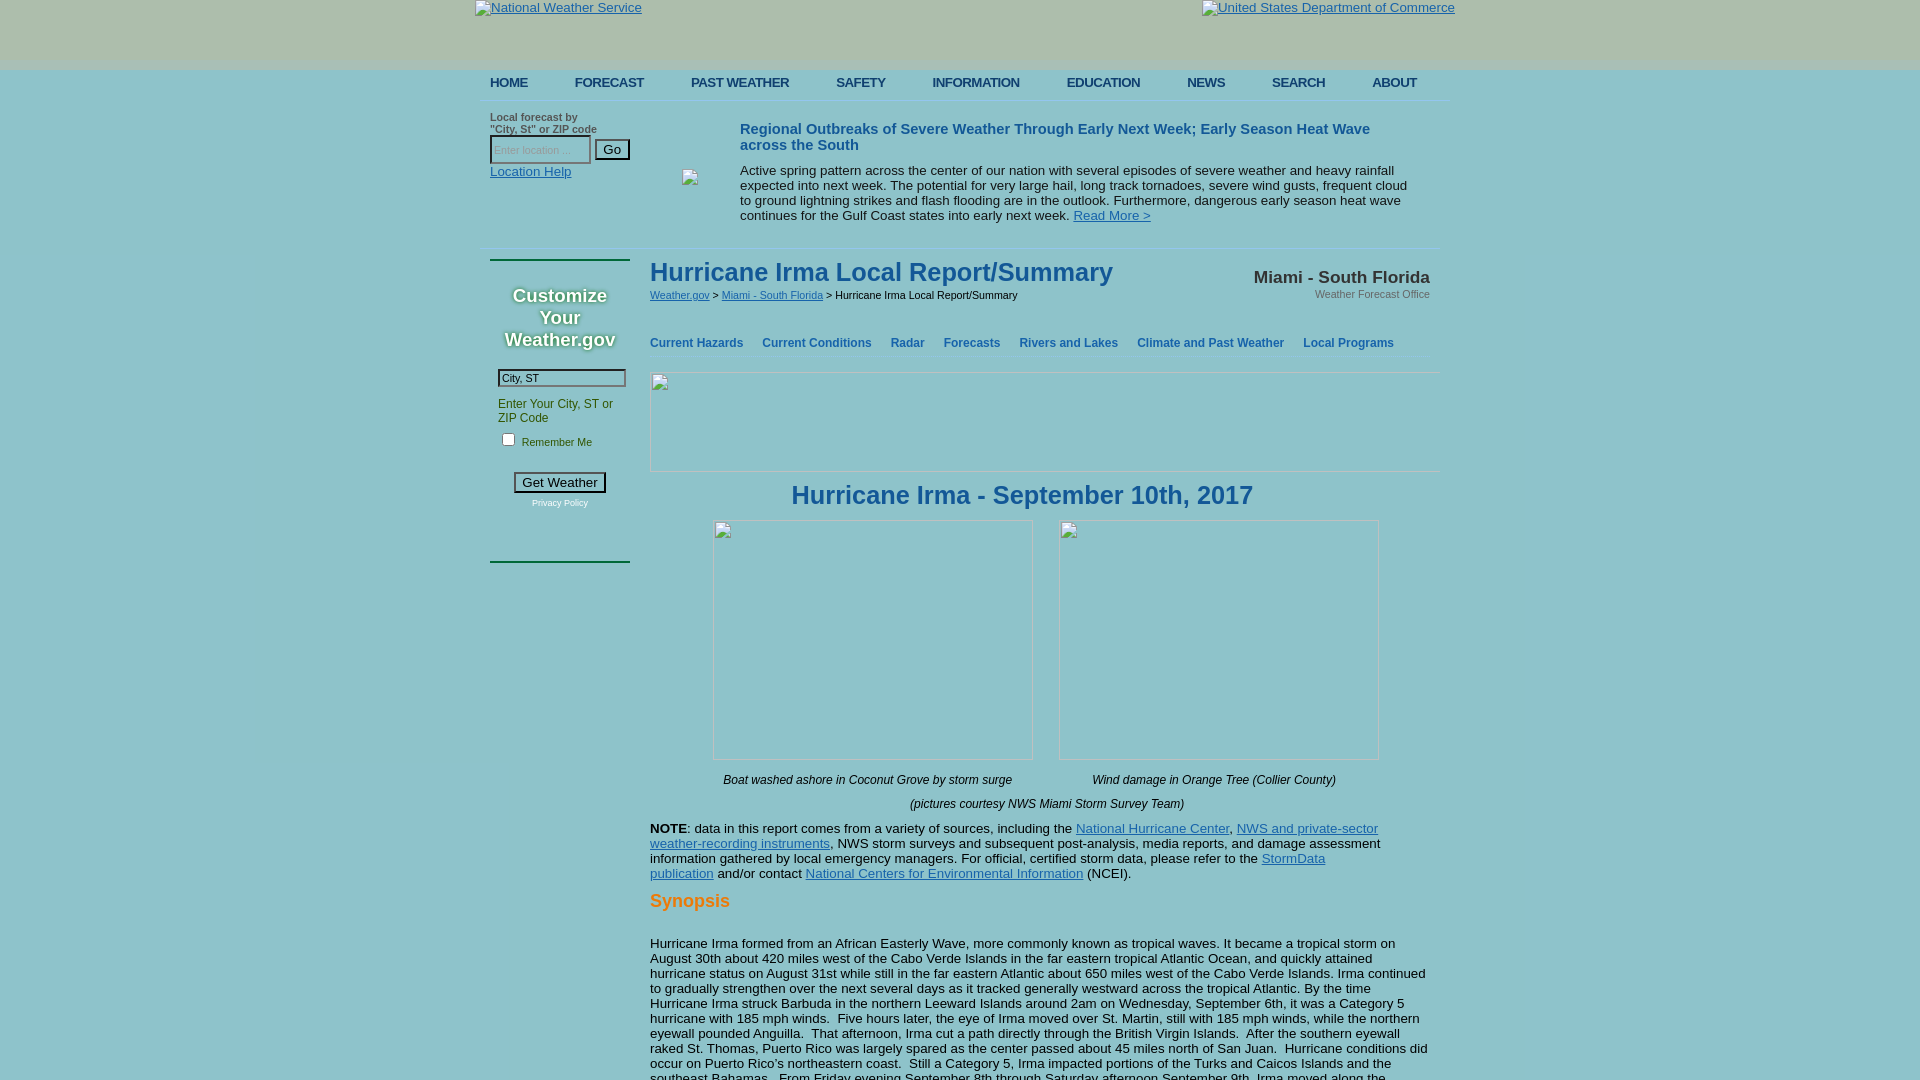 National Weather Service
United States Department of Commerce
HOME FORECAST PAST WEATHER SAFETY INFORMATION EDUCATION NEWS SEARCH ABOUT
Local forecast by
"City, St" or ZIP code
Enter location ...
Go
Location Help
Regional Outbreaks of Severe Weather Through Early Next Week; Early Season Heat Wave
across the South
Active spring pattern across the center of our nation with several episodes of severe weather and heavy rainfall
expected into next week. The potential for very large hail, long track tornadoes, severe wind gusts, frequent cloud
to ground lightning strikes and flash flooding are in the outlook. Furthermore, dangerous early season heat wave
continues for the Gulf Coast states into early next week. Read More >
Customize
Your
Weather.gov
City, ST
Enter Your City, ST or
ZIP Code
Remember Me
Get Weather
Privacy Policy
Hurricane Irma Local Report/Summary
Weather.gov > Miami - South Florida > Hurricane Irma Local Report/Summary
Miami - South Florida
Weather Forecast Office
Current Hazards Current Conditions Radar Forecasts Rivers and Lakes Climate and Past Weather Local Programs
Hurricane Irma - September 10th, 2017
Boat washed ashore in Coconut Grove by storm surge
Wind damage in Orange Tree (Collier County)
(pictures courtesy NWS Miami Storm Survey Team)
NOTE: data in this report comes from a variety of sources, including the National Hurricane Center, NWS and private-sector
weather-recording instruments, NWS storm surveys and subsequent post-analysis, media reports, and damage assessment
information gathered by local emergency managers. For official, certified storm data, please refer to the StormData
publication and/or contact National Centers for Environmental Information (NCEI).
Synopsis
Hurricane Irma formed from an African Easterly Wave, more commonly known as tropical waves. It became a tropical storm on
August 30th about 420 miles west of the Cabo Verde Islands in the far eastern tropical Atlantic Ocean, and quickly attained
hurricane status on August 31st while still in the far eastern Atlantic about 650 miles west of the Cabo Verde Islands. Irma continued
to gradually strengthen over the next several days as it tracked generally westward across the tropical Atlantic. By the time
Hurricane Irma struck Barbuda in the northern Leeward Islands around 2am on Wednesday, September 6th, it was a Category 5
hurricane with 185 mph winds. Five hours later, the eye of Irma moved over St. Martin, still with 185 mph winds, while the northern
eyewall pounded Anguilla. That afternoon, Irma cut a path directly through the British Virgin Islands. After the southern eyewall
raked St. Thomas, Puerto Rico was largely spared as the center passed about 45 miles north of San Juan. Hurricane conditions did
occur on Puerto Rico's northeastern coast. Still a Category 5, Irma impacted portions of the Turks and Caicos Islands and the
southeast Bahamas. From Friday evening September 8th through Saturday afternoon September 9th, Irma moved along the